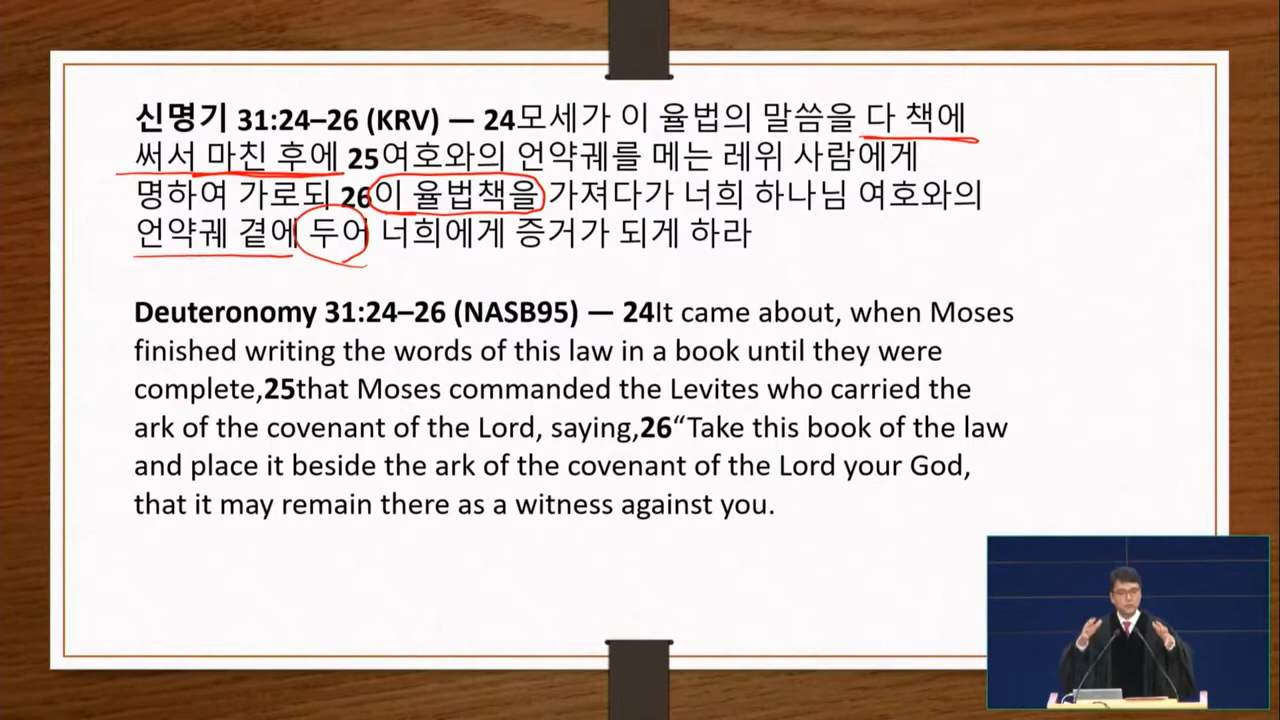 신명기 31:24–26 (KRV) — 24모세가 이 율법의 말씀을 다 책에
써서 마친 후에 25여호와의 언약궤를 메는 레위 사람에게
명하여 가로되 26이 율법책을 가져다가 너희 하나님 여호와의
언약궤 곁에 두어 너희에게 증거가 되게 하라
Deuteronomy 31:24–26 (NASB95) — 24It came about, when Moses
finished writing the words of this law in a book until they were
complete,25that Moses commanded the Levites who carried the
ark of the covenant of the Lord, saying,26“Take this book of the law
and place it beside the ark of the covenant of the Lord your God,
that it may remain there as a witness against you.